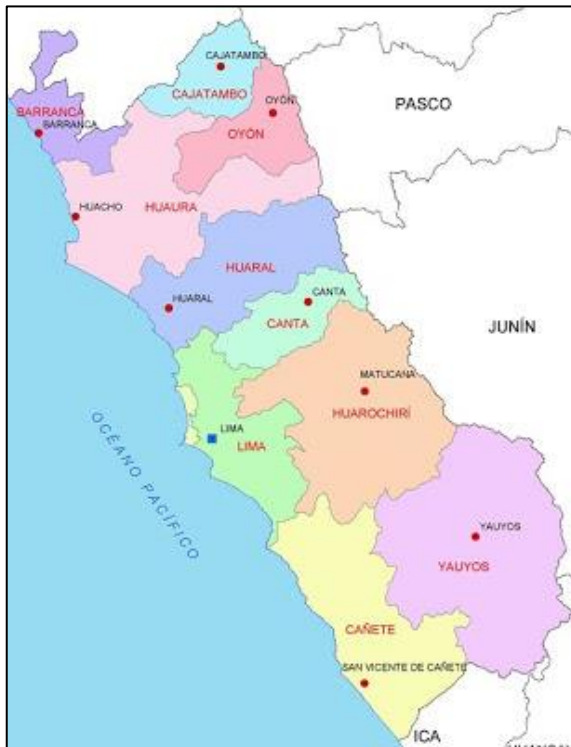 CAJATAMBO
CAJATAMBO
PASCO
BARRANCA
BARRANCA
OYÓN
OYÓN
HUACHO
HUAURA
HUARAL
HUARAL
CANTA
CANTA
JUNÍN
MATUCANA
HUAROCHIRÍ
OCÉANO PACÍFICO
LIMA
LIMA
YAUYOS
YAUYOS
CAÑETE
SAN VICENTE DE CAÑETE
ICA